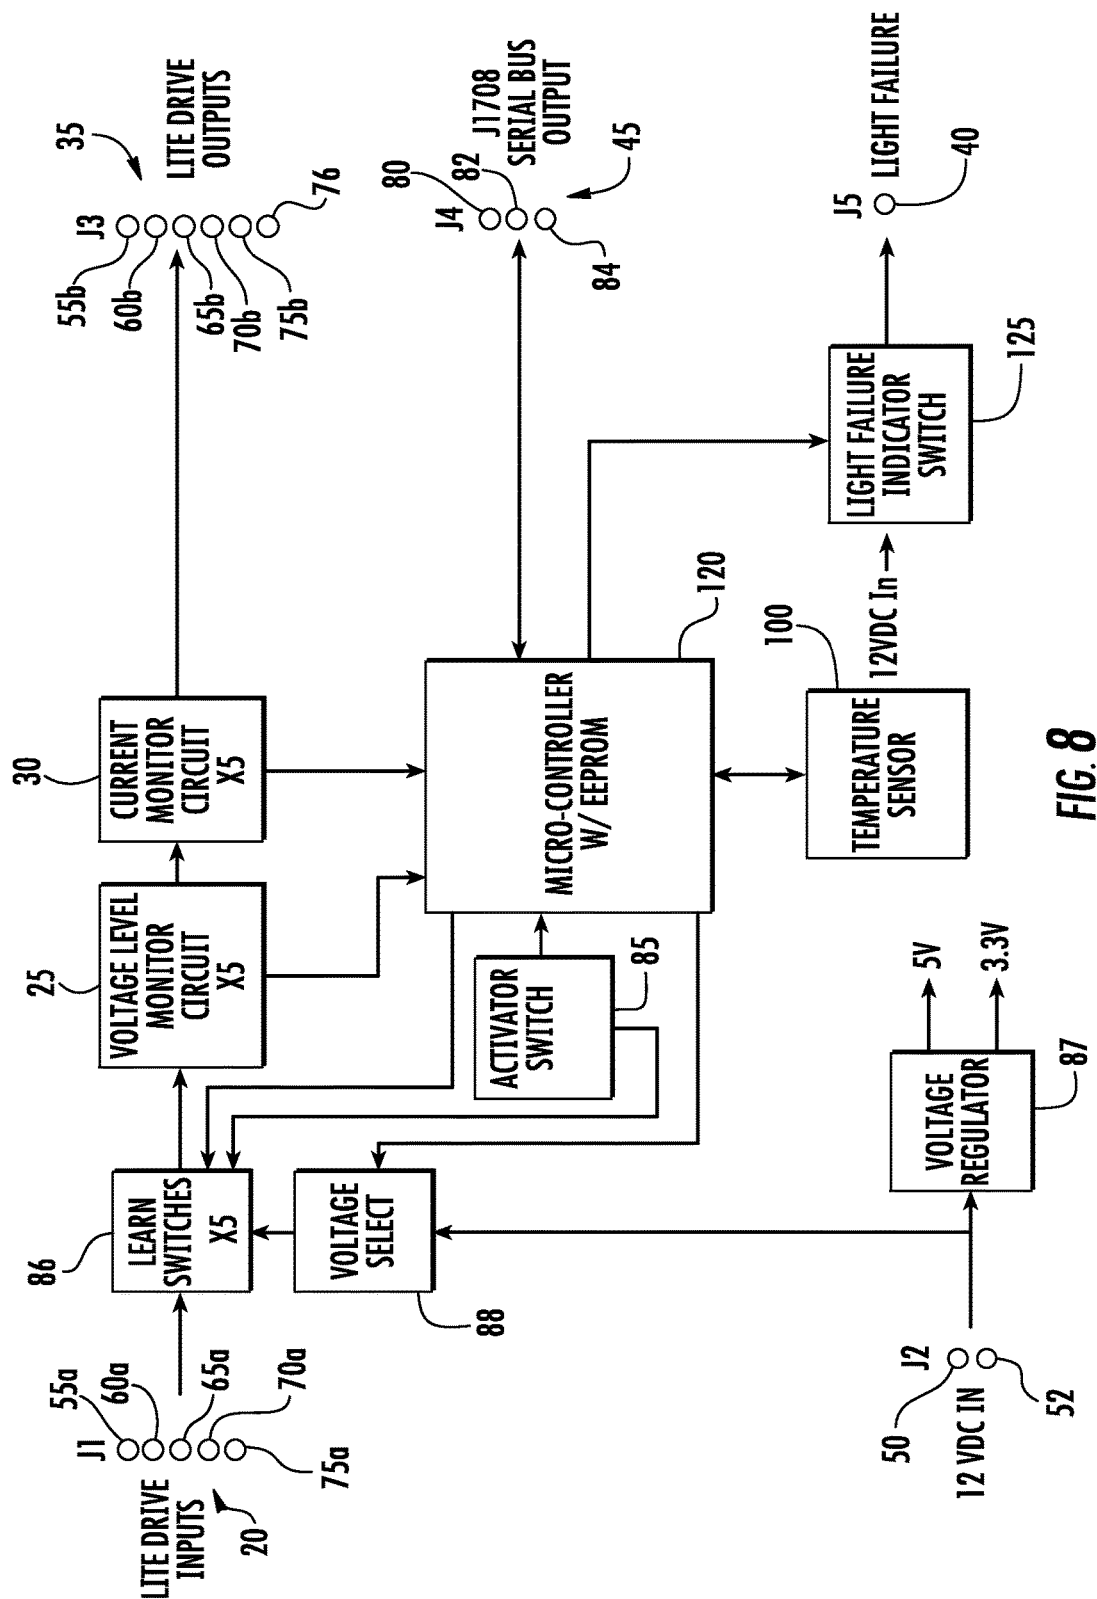 LITE DRIVE
INPUTS
20
J1
55a
60a
65a
70a
75a
86
LEARN
SWITCHES
X5
25
VOLTAGE LEVEL
MONITOR
CIRCUIT
X5
30
CURRENT
MONITOR
CIRCUIT
X5
35
LITE DRIVE
OUTPUTS
J3
55b
60b
65b
70b
75b
76
VOLTAGE
SELECT
88
ACTIVATOR
SWITCH
85
MICRO-CONTROLLER
W/ EEPROM
120
J1708
SERIAL BUS
OUTPUT
J4
80
82
84
45
12 VDC IN
J2
50
52
VOLTAGE
REGULATOR
87
5V
3.3V
TEMPERATURE
SENSOR
100
12VDC In
LIGHT FAILURE
INDICATOR
SWITCH
125
J5
LIGHT FAILURE
40
FIG. 8